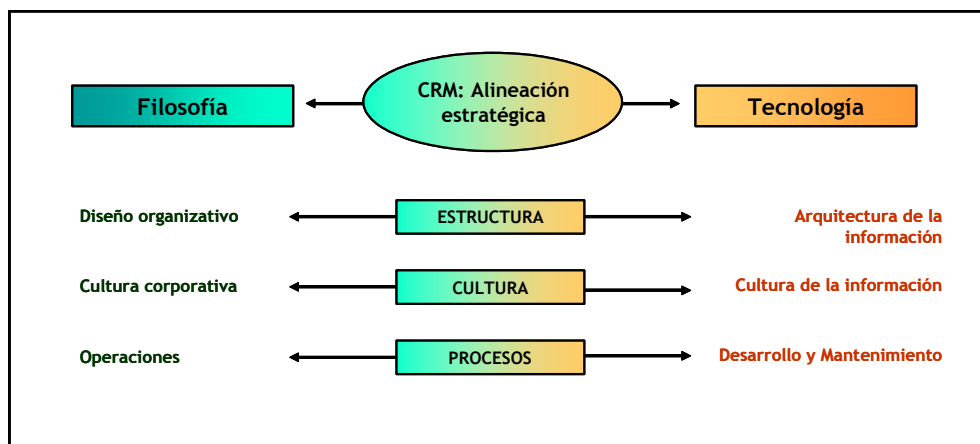 CRM: Alineación
estratégica
Filosofía
Tecnología
Diseño organizativo
ESTRUCTURA
Arquitectura de la
información
Cultura corporativa
CULTURA
Cultura de la información
Operaciones
PROCESOS
Desarrollo y Mantenimiento